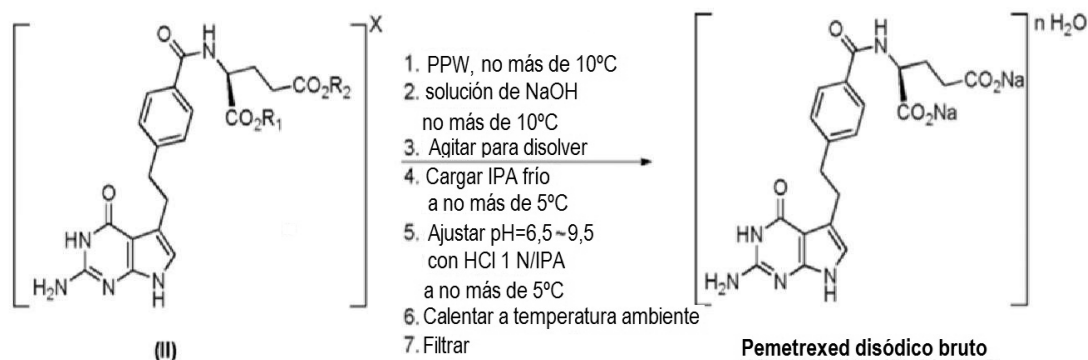 X
n H₂O
O
H
N
CO₂R₂
CO₂R₁
O
HN
H₂N
N
N
H
(II)
1. PPW, no más de 10ºC
2. solución de NaOH
no más de 10ºC
3. Agitar para disolver
4. Cargar IPA frío
a no más de 5ºC
5. Ajustar pH=6,5~9,5
con HCl 1 N/IPA
a no más de 5ºC
6. Calentar a temperatura ambiente
7. Filtrar
O
H
N
CO₂Na
CO₂Na
O
HN
H₂N
N
N
H
Pemetrexed disódico bruto